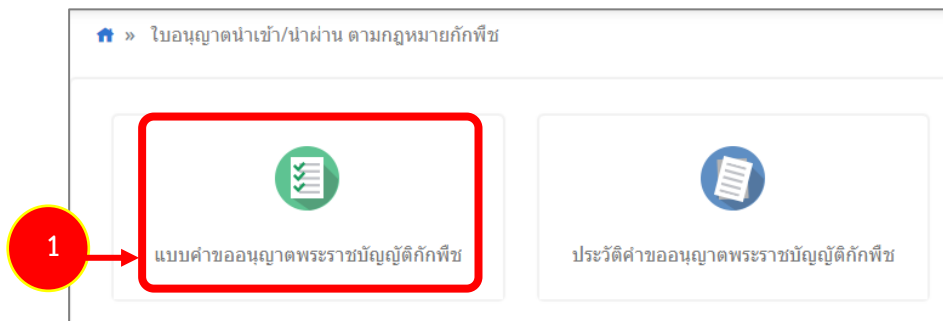 » ใบอนุญาตนำเข้า/นำผ่าน ตามกฎหมายกักพืช
1
แบบคำขออนุญาตพระราชบัญญัติกักพืช
ประวัติคำขออนุญาตพระราชบัญญัติกักพืช